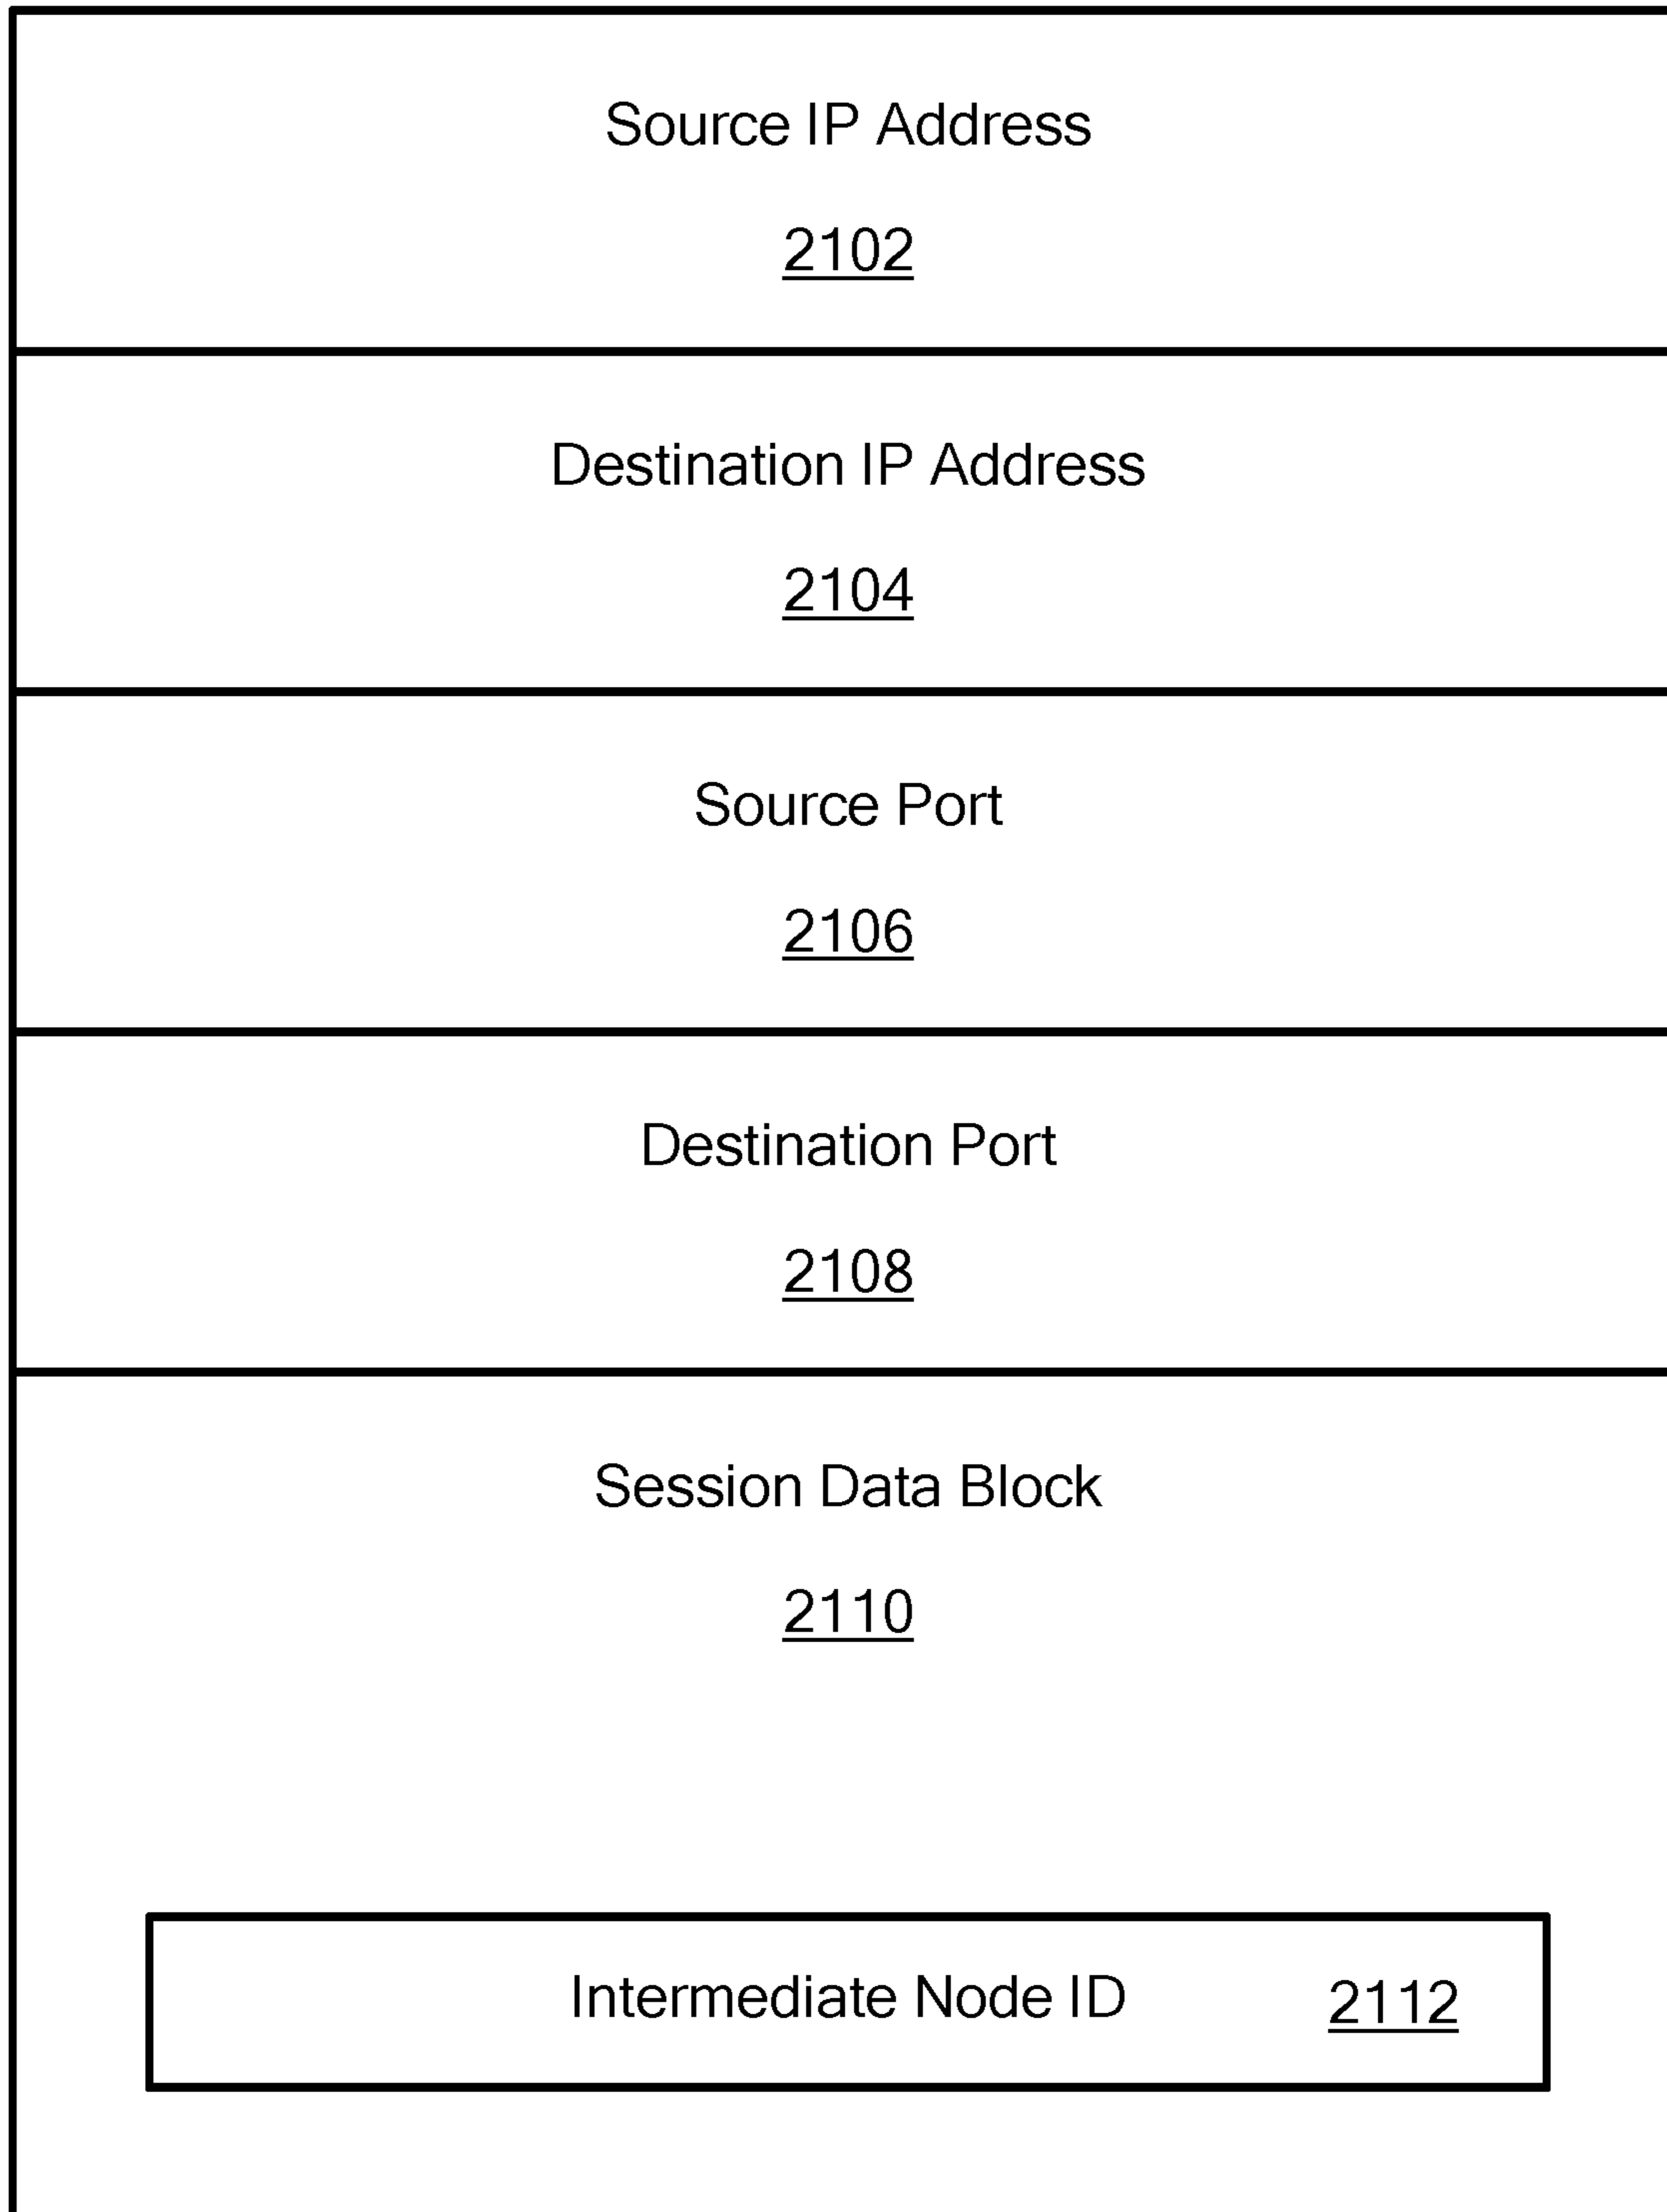 Source IP Address
2102
Destination IP Address
2104
Source Port
2106
Destination Port
2108
Session Data Block
2110
Intermediate Node ID 2112